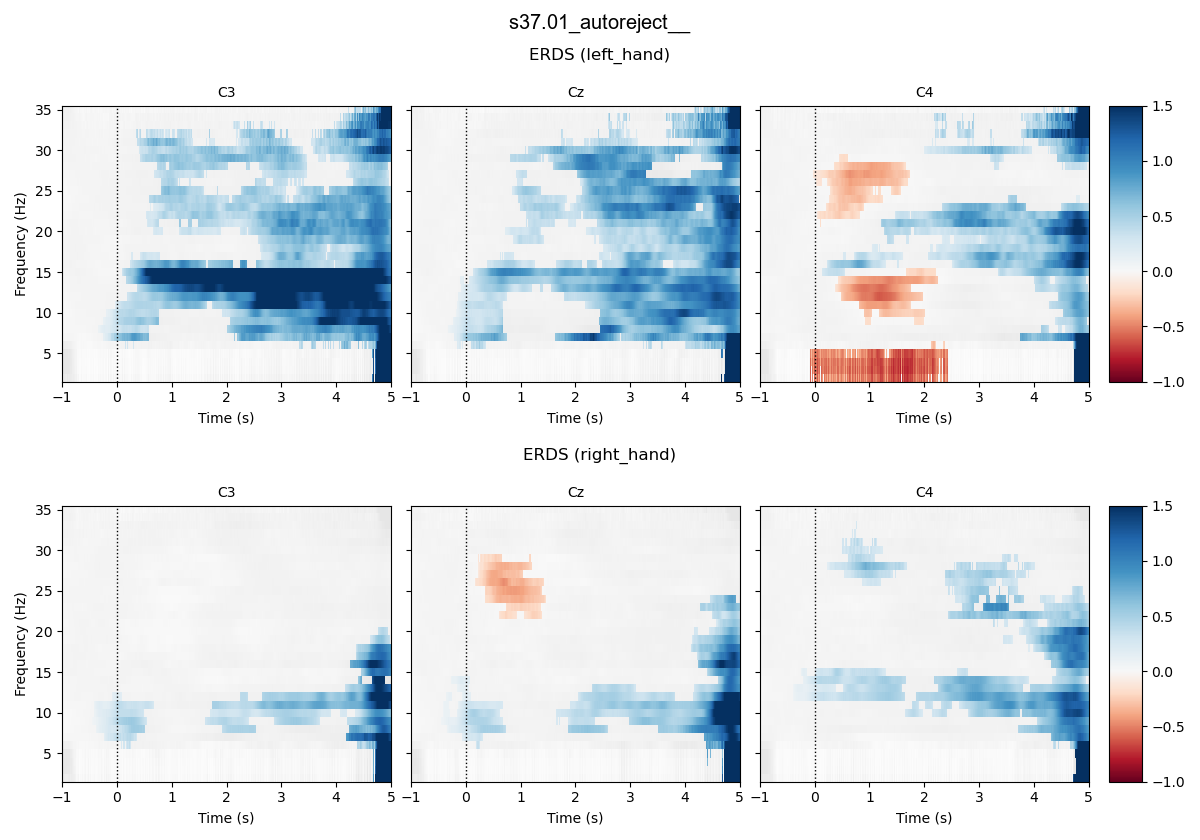 s37.01_autoreject__
ERDS (left_hand)
C3 Cz C4
35
30
25
20
15
10
5
Frequency (Hz)
−1 0 1 2 3 4 5 −1 0 1 2 3 4 5 −1 0 1 2 3 4 5
Time (s) Time (s) Time (s)
1.5
1.0
0.5
0.0
−0.5
−1.0
ERDS (right_hand)
C3 Cz C4
35
30
25
20
15
10
5
Frequency (Hz)
−1 0 1 2 3 4 5 −1 0 1 2 3 4 5 −1 0 1 2 3 4 5
Time (s) Time (s) Time (s)
1.5
1.0
0.5
0.0
−0.5
−1.0